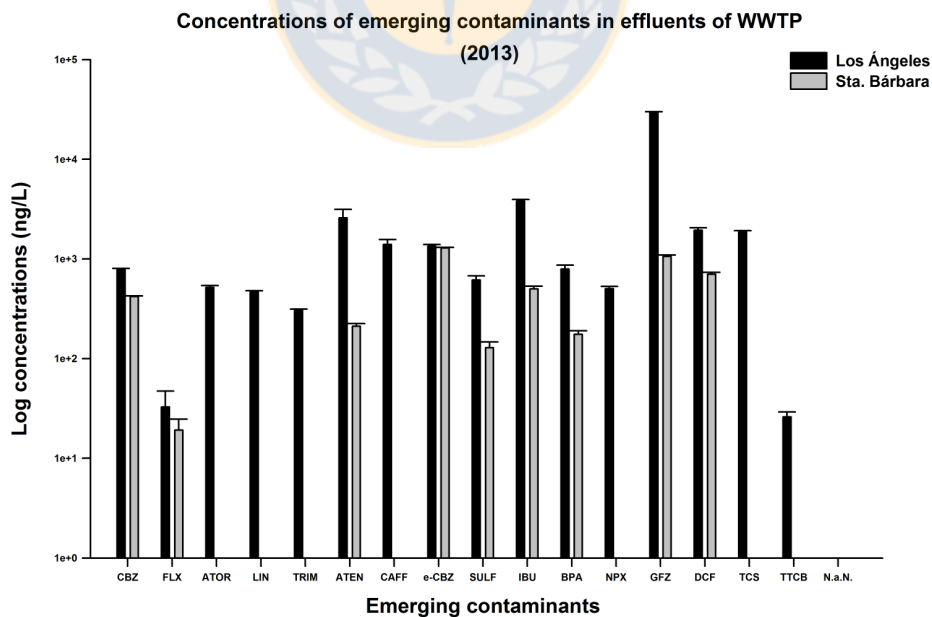 Concentrations of emerging contaminants in effluents of WWTP
(2013)
Los Ángeles
Sta. Bárbara
Log concentrations (ng/L)
1e+5
1e+4
1e+3
1e+2
1e+1
1e+0
CBZ FLX ATOR LIN TRIM ATEN CAFF e-CBZ SULF IBU BPA NPX GFZ DCF TCS TTCB N.a.N.
Emerging contaminants